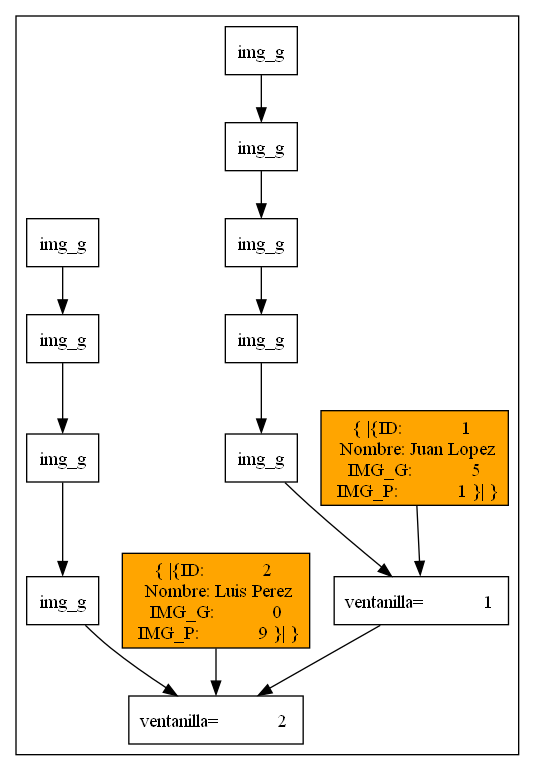 img_g
img_g
img_g
img_g
img_g
img_g
{ |{ID: 1
Nombre: Juan Lopez
IMG_G: 5
IMG_P: 1 }| }
img_g
img_g
{ |{ID: 2
Nombre: Luis Perez
IMG_G: 0
IMG_P: 9 }| }
img_g
ventanilla= 1
ventanilla= 2